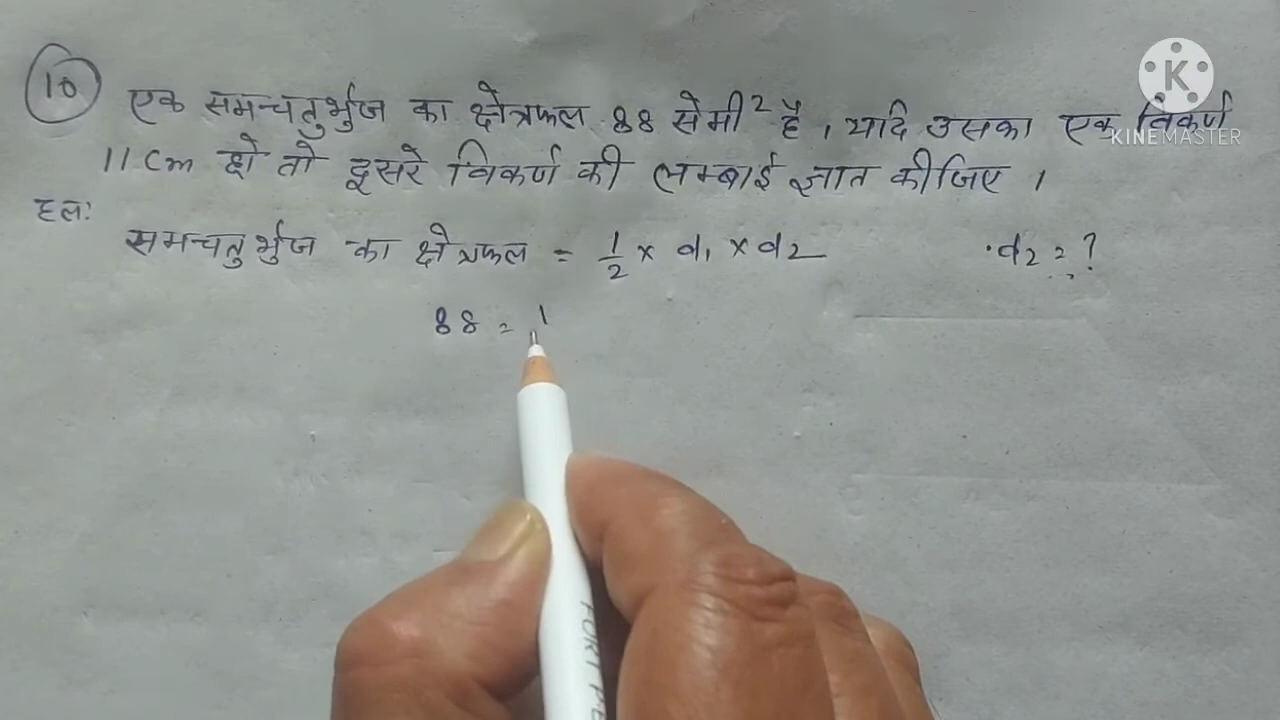 10 एक समचतुर्भुज का क्षेत्रफल 88 सेमी² है, यदि उसका एक विकर्ण
11 Cm हो तो दूसरे विकर्ण की लम्बाई ज्ञात कीजिए ।
हलः
समचतुर्भुज का क्षेत्रफल = 1/2 × d1 × d2 d2 = ?
88 = 1
K
KINEMASTER